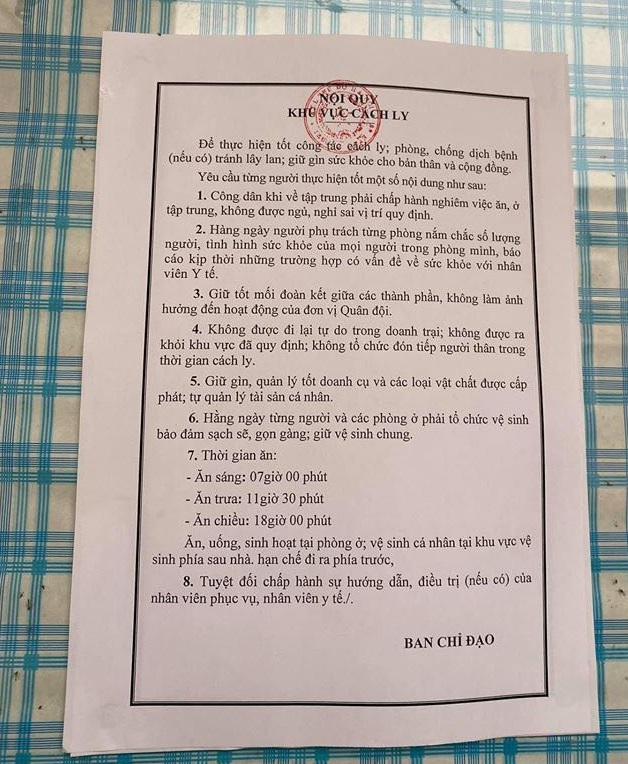 NỘI QUY
KHU VỰC CÁCH LY
Để thực hiện tốt công tác cách ly; phòng, chống dịch bệnh
(nếu có) tránh lây lan; giữ gìn sức khỏe cho bản thân và cộng đồng.
Yêu cầu từng người thực hiện tốt một số nội dung như sau:
1. Công dân khi về tập trung phải chấp hành nghiêm việc ăn, ở
tập trung, không được ngủ, nghỉ sai vị trí quy định.
2. Hàng ngày người phụ trách từng phòng nắm chắc số lượng
người, tình hình sức khỏe của mọi người trong phòng mình, báo
cáo kịp thời những trường hợp có vấn đề về sức khỏe với nhân
viên Y tế.
3. Giữ tốt mối đoàn kết giữa các thành phần, không làm ảnh
hưởng đến hoạt động của đơn vị Quân đội.
4. Không được đi lại tự do trong doanh trại; không được ra
khỏi khu vực đã quy định; không tổ chức đón tiếp người thân trong
thời gian cách ly.
5. Giữ gìn, quản lý tốt doanh cụ và các loại vật chất được cấp
phát; tự quản lý tài sản cá nhân.
6. Hằng ngày từng người và các phòng ở phải tổ chức vệ sinh
bảo đảm sạch sẽ, gọn gàng; giữ vệ sinh chung.
7. Thời gian ăn:
- Ăn sáng: 07giờ 00 phút
- Ăn trưa: 11giờ 30 phút
- Ăn chiều: 18giờ 00 phút
Ăn, uống, sinh hoạt tại phòng ở; vệ sinh cá nhân tại khu vực vệ
sinh phía sau nhà. hạn chế đi ra phía trước,
8. Tuyệt đối chấp hành sự hướng dẫn, điều trị (nếu có) của
nhân viên phục vụ, nhân viên y tế./.
BAN CHỈ ĐẠO